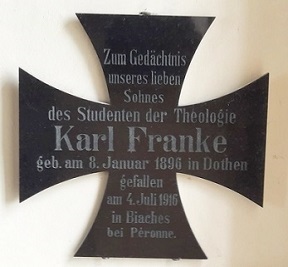 Zum Gedächtnis
unseres lieben
Sohnes
des Studenten der Theologie
Karl Franke
geb. am 8. Januar 1896 in Dothen
gefallen
am 4. Juli 1916
in Biaches
bei Péronne.